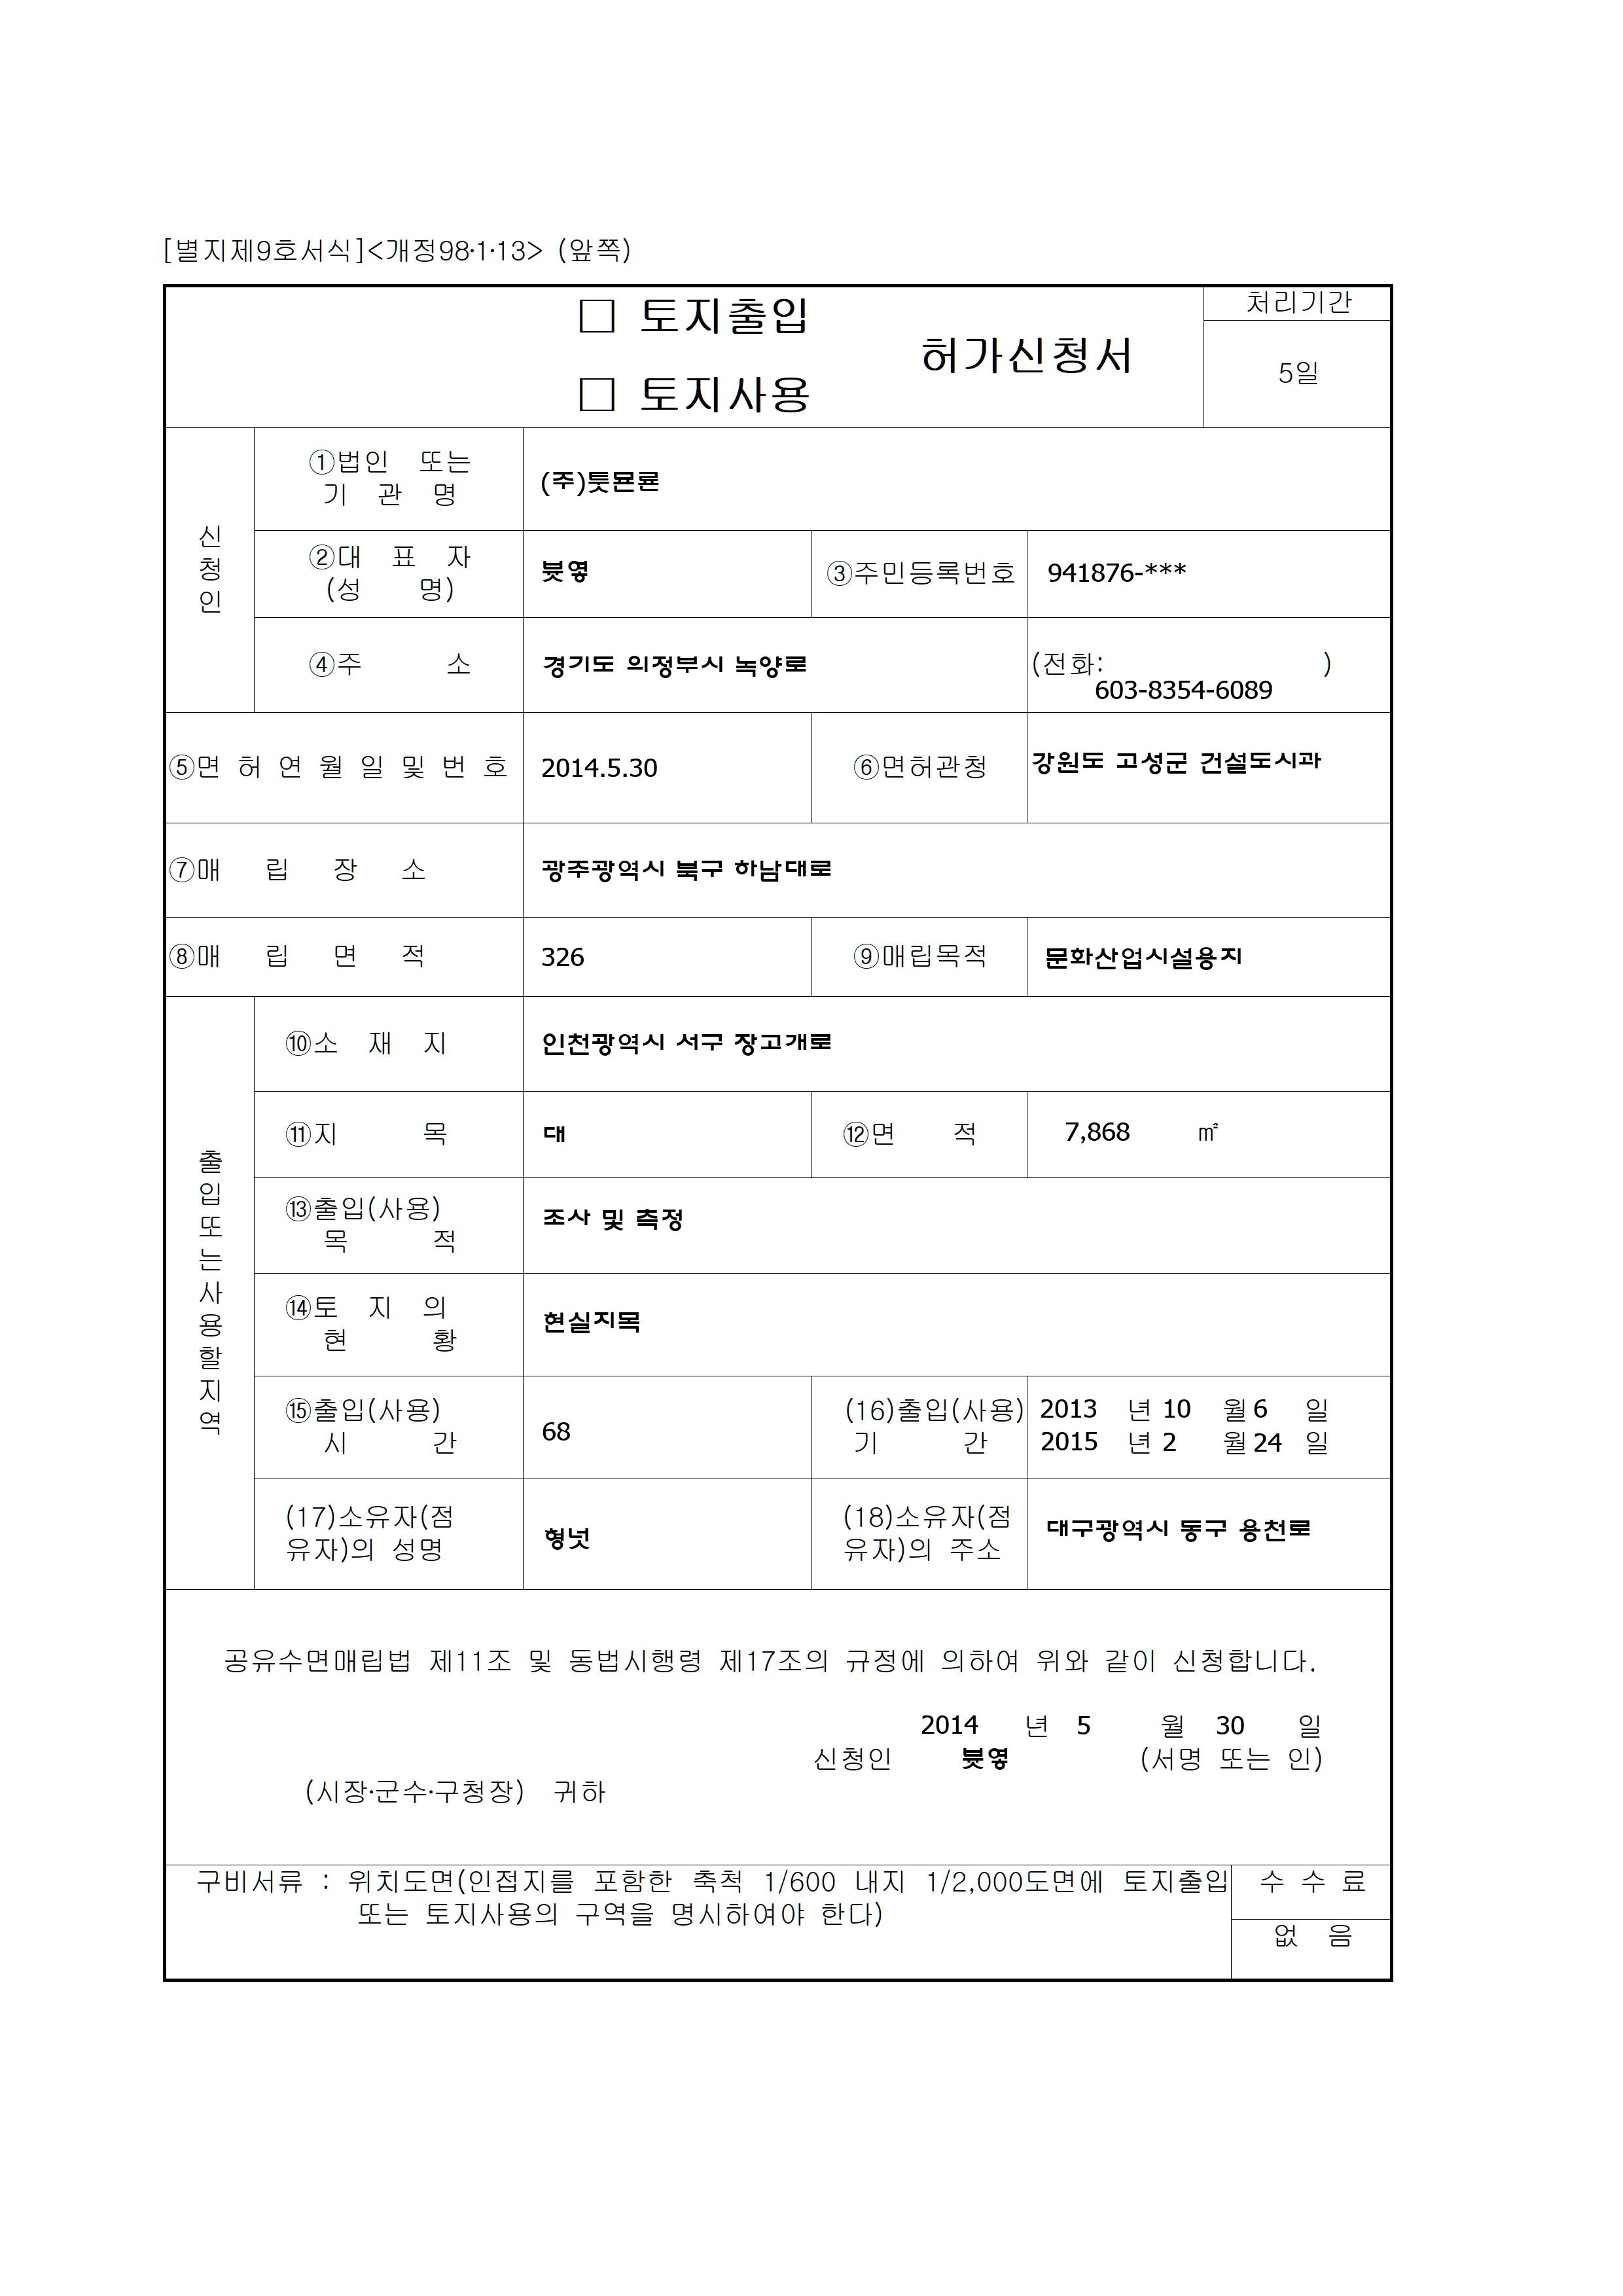 [별지제9호서식]<개정98·1·13> (앞쪽)
□ 토지출입
허가신청서
□ 토지사용
처리기간
5일
신청인
①법인 또는
기 관 명
(주)툿묜륜
②대 표 자
(성 명)
③주민등록번호
941876-***
④주 소
경기도 의정부시 녹양로
(전화: )
603-8354-6089
⑤면 허 연 월 일 및 번 호
2014.5.30
⑥면허관청
강원도 고성군 건설도시과
⑦매 립 장 소
광주광역시 북구 하남대로
⑧매 립 면 적
326
⑨매립목적
문화산업시설용지
출입또는사용할지역
⑩소 재 지
인천광역시 서구 장고개로
⑪지 목
대
⑫면 적
7,868 ㎡
⑬출입(사용)
목 적
조사 및 측정
⑭토 지 의
현 황
현실지목
⑮출입(사용)
시 간
68
(16)출입(사용)
기 간
2013 년 10 월 6 일
2015 년 2 월 24 일
(17)소유자(점
유자)의 성명
형넛
(18)소유자(점
유자)의 주소
대구광역시 동구 용천로
공유수면매립법 제11조 및 동법시행령 제17조의 규정에 의하여 위와 같이 신청합니다.
2014 년 5 월 30 일
신청인 (서명 또는 인)
(시장·군수·구청장) 귀하
구비서류 : 위치도면(인접지를 포함한 축척 1/600 내지 1/2,000도면에 토지출입
또는 토지사용의 구역을 명시하여야 한다)
수 수 료
없 음